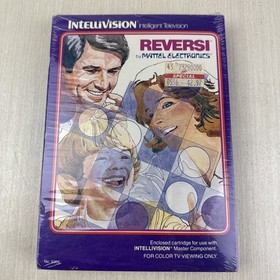 INTELLIVISION Intelligent Television
REVERSI
by MATTEL ELECTRONICS
SPECIAL
Enclosed cartridge for use with
INTELLIVISION Master Component.
FOR COLOR TV VIEWING ONLY.